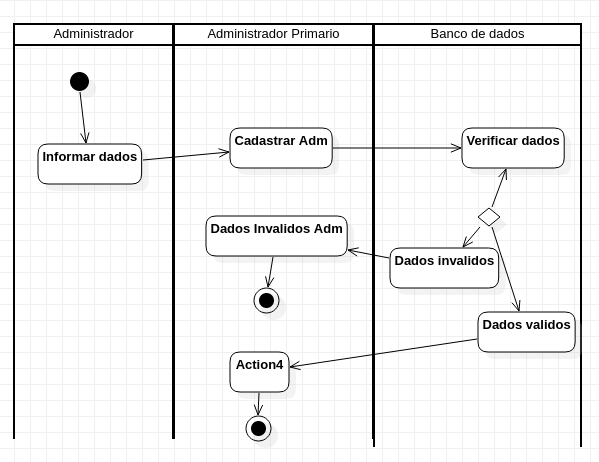 Administrador
Administrador Primario
Banco de dados
Informar dados
Cadastrar Adm
Verificar dados
Dados Invalidos Adm
Dados invalidos
Dados validos
Action4